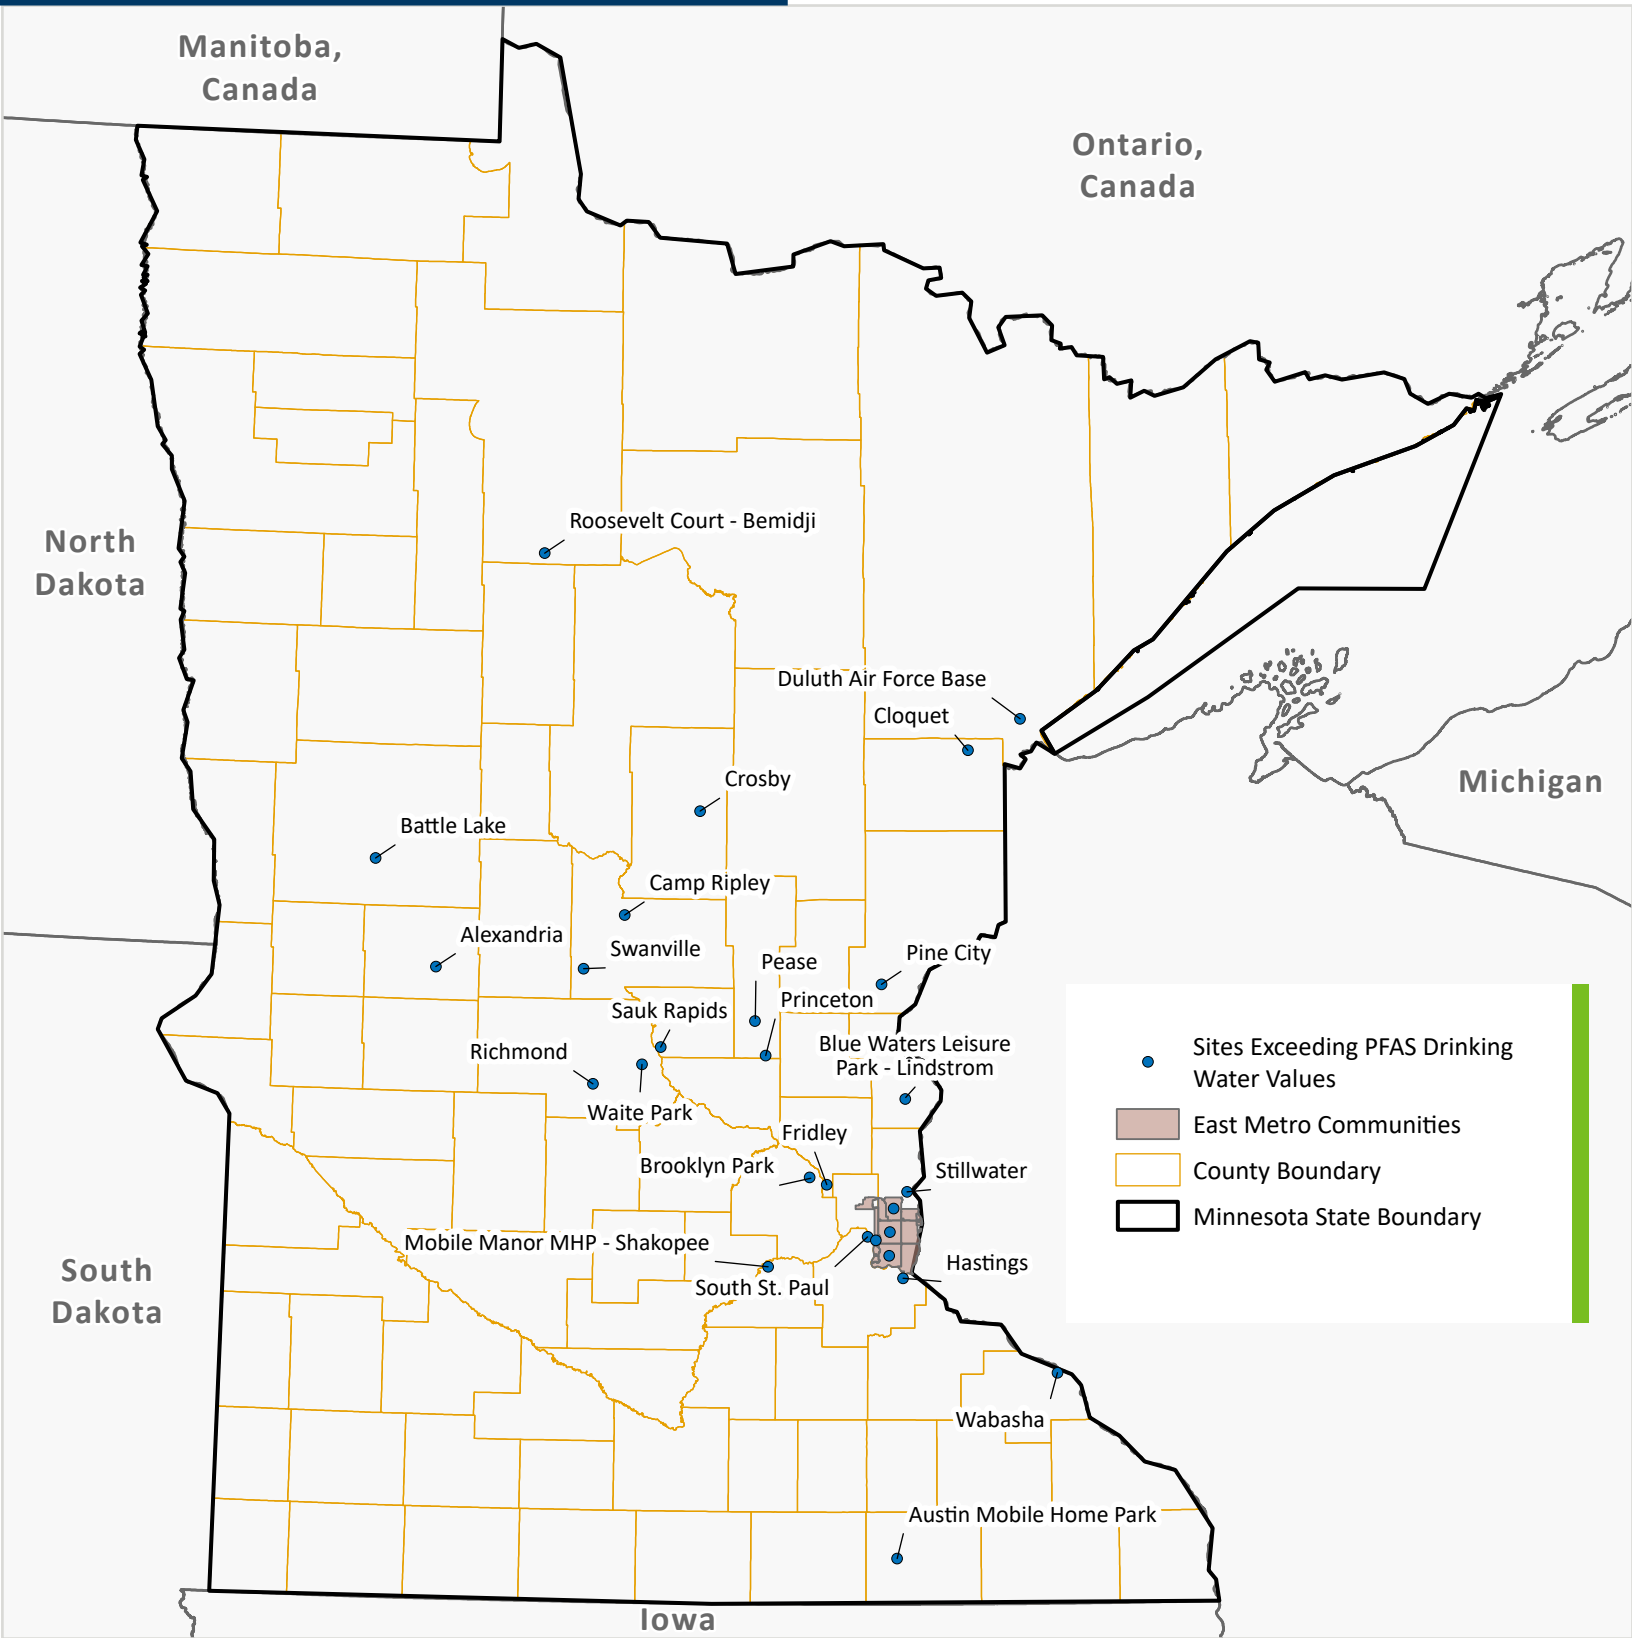 Manitoba,
Canada
Ontario,
Canada
North
Dakota
Roosevelt Court - Bemidji
Duluth Air Force Base
Cloquet
Crosby
Michigan
Battle Lake
Camp Ripley
Alexandria
Swanville
Pease
Pine City
Princeton
Sauk Rapids
Richmond
Blue Waters Leisure
Park - Lindstrom
Waite Park
Fridley
Brooklyn Park
Stillwater
Mobile Manor MHP - Shakopee
South St. Paul
Hastings
South
Dakota
Wabasha
Austin Mobile Home Park
Iowa
Sites Exceeding PFAS Drinking
Water Values
East Metro Communities
County Boundary
Minnesota State Boundary